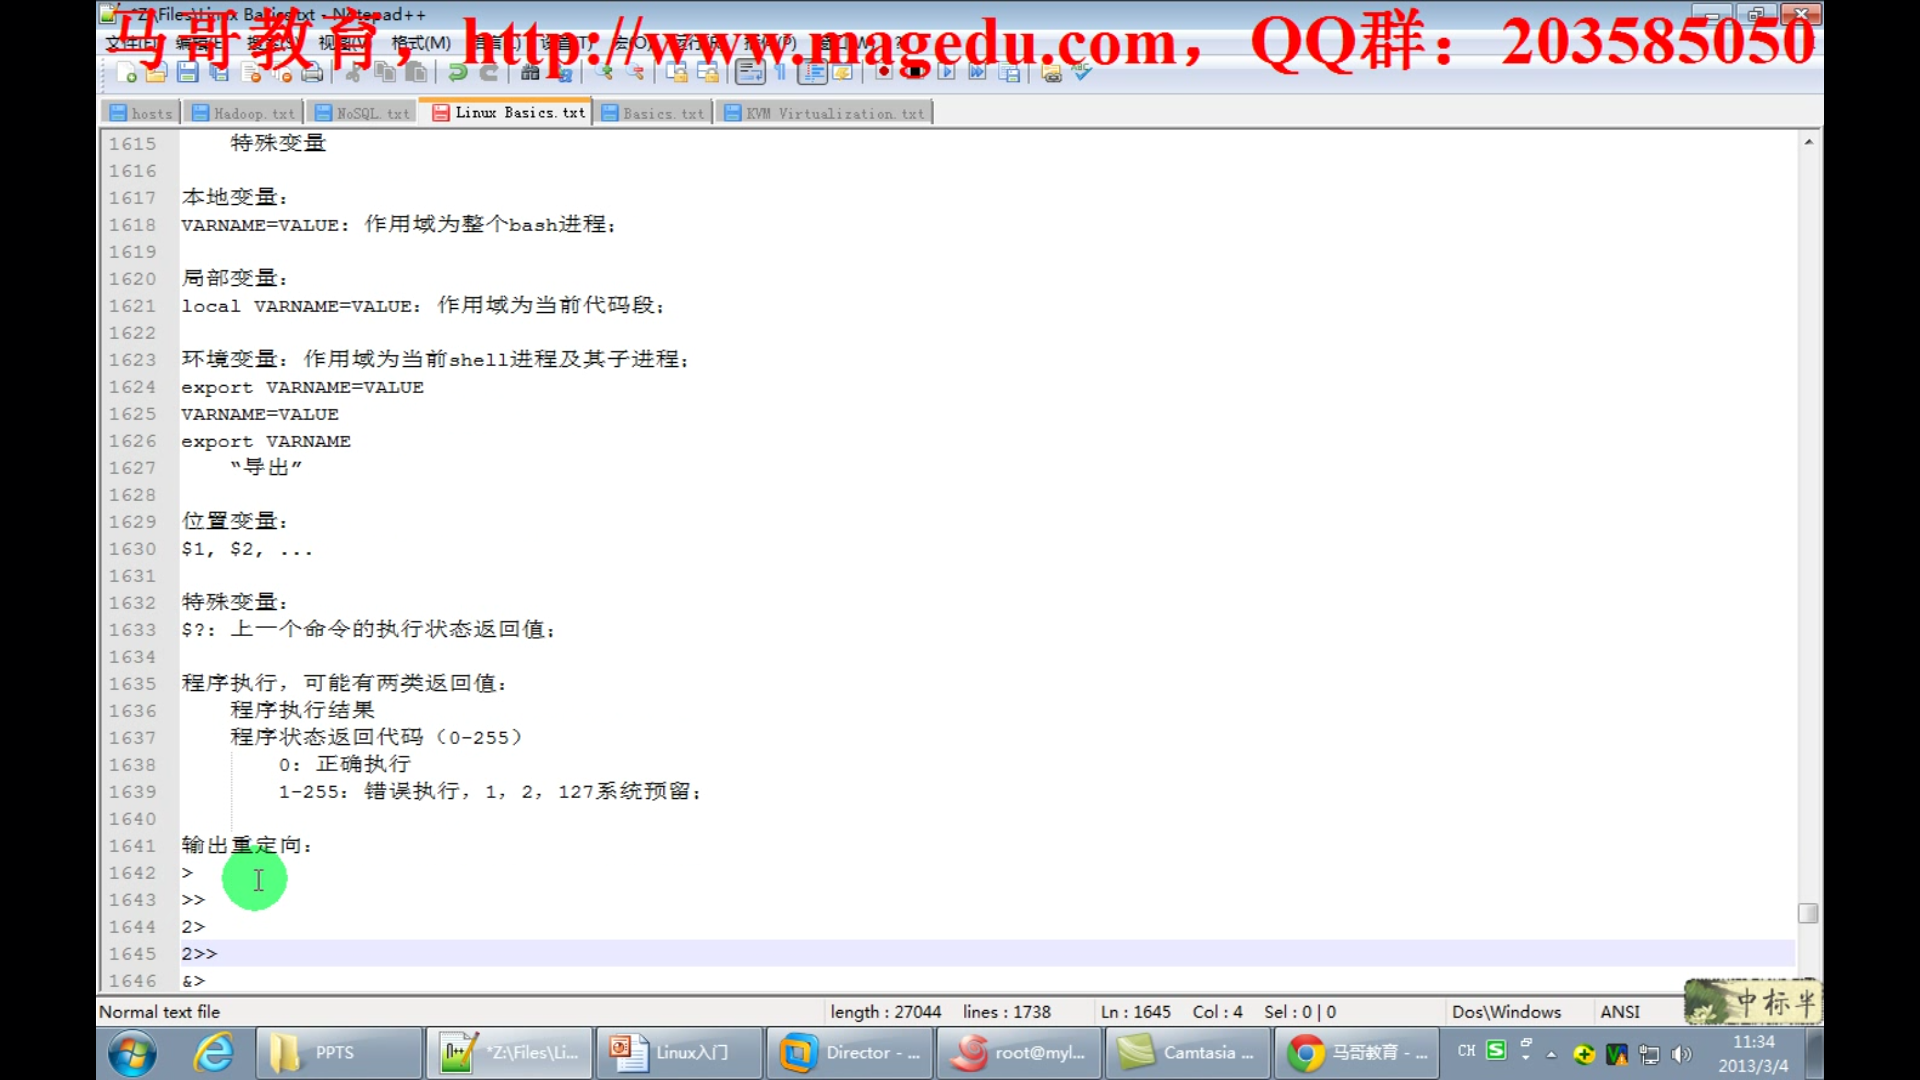 *Z:\Files\Linux Basics.txt - Notepad++
马哥教育，http://www.magedu.com，QQ群：203585050
格式(M)
hosts
Hadoop.txt
NoSQL.txt
Linux Basics.txt
Basics.txt
KVM Virtualization.txt
1615 特殊变量
1616
1617 本地变量：
1618 VARNAME=VALUE: 作用域为整个bash进程；
1619
1620 局部变量：
1621 local VARNAME=VALUE：作用域为当前代码段；
1622
1623 环境变量：作用域为当前shell进程及其子进程；
1624 export VARNAME=VALUE
1625 VARNAME=VALUE
1626 export VARNAME
1627 “导出”
1628
1629 位置变量：
1630 $1, $2, ...
1631
1632 特殊变量：
1633 $?: 上一个命令的执行状态返回值；
1634
1635 程序执行，可能有两类返回值：
1636 程序执行结果
1637 程序状态返回代码（0-255）
1638 0: 正确执行
1639 1-255：错误执行，1，2，127系统预留；
1640
1641 输出重定向：
1642 >
1643 >>
1644 2>
1645 2>>
1646 &>
Normal text file
length : 27044 lines : 1738
Ln : 1645 Col : 4 Sel : 0 | 0
Dos\Windows
ANSI
中标半
PPTS
*Z:\Files\Li...
Linux入门
Director - ...
root@myl...
Camtasia ...
马哥教育 - ...
CH
11:34
2013/3/4